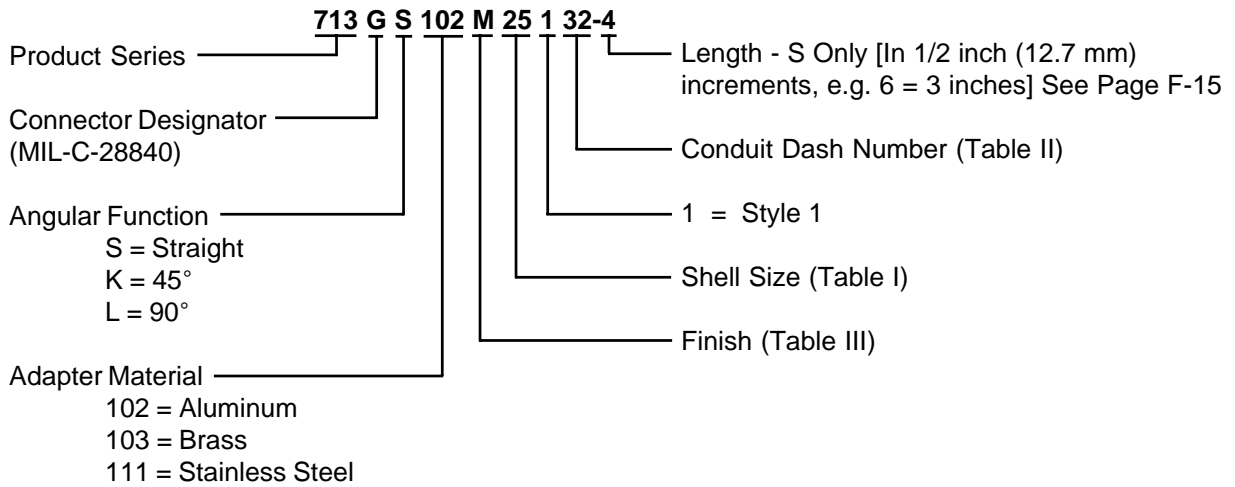 713 G S 102 M 25 1 32-4
Product Series
Connector Designator
(MIL-C-28840)
Angular Function
S = Straight
K = 45°
L = 90°
Adapter Material
102 = Aluminum
103 = Brass
111 = Stainless Steel
Length - S Only [In 1/2 inch (12.7 mm)
increments, e.g. 6 = 3 inches] See Page F-15
Conduit Dash Number (Table II)
1 = Style 1
Shell Size (Table I)
Finish (Table III)